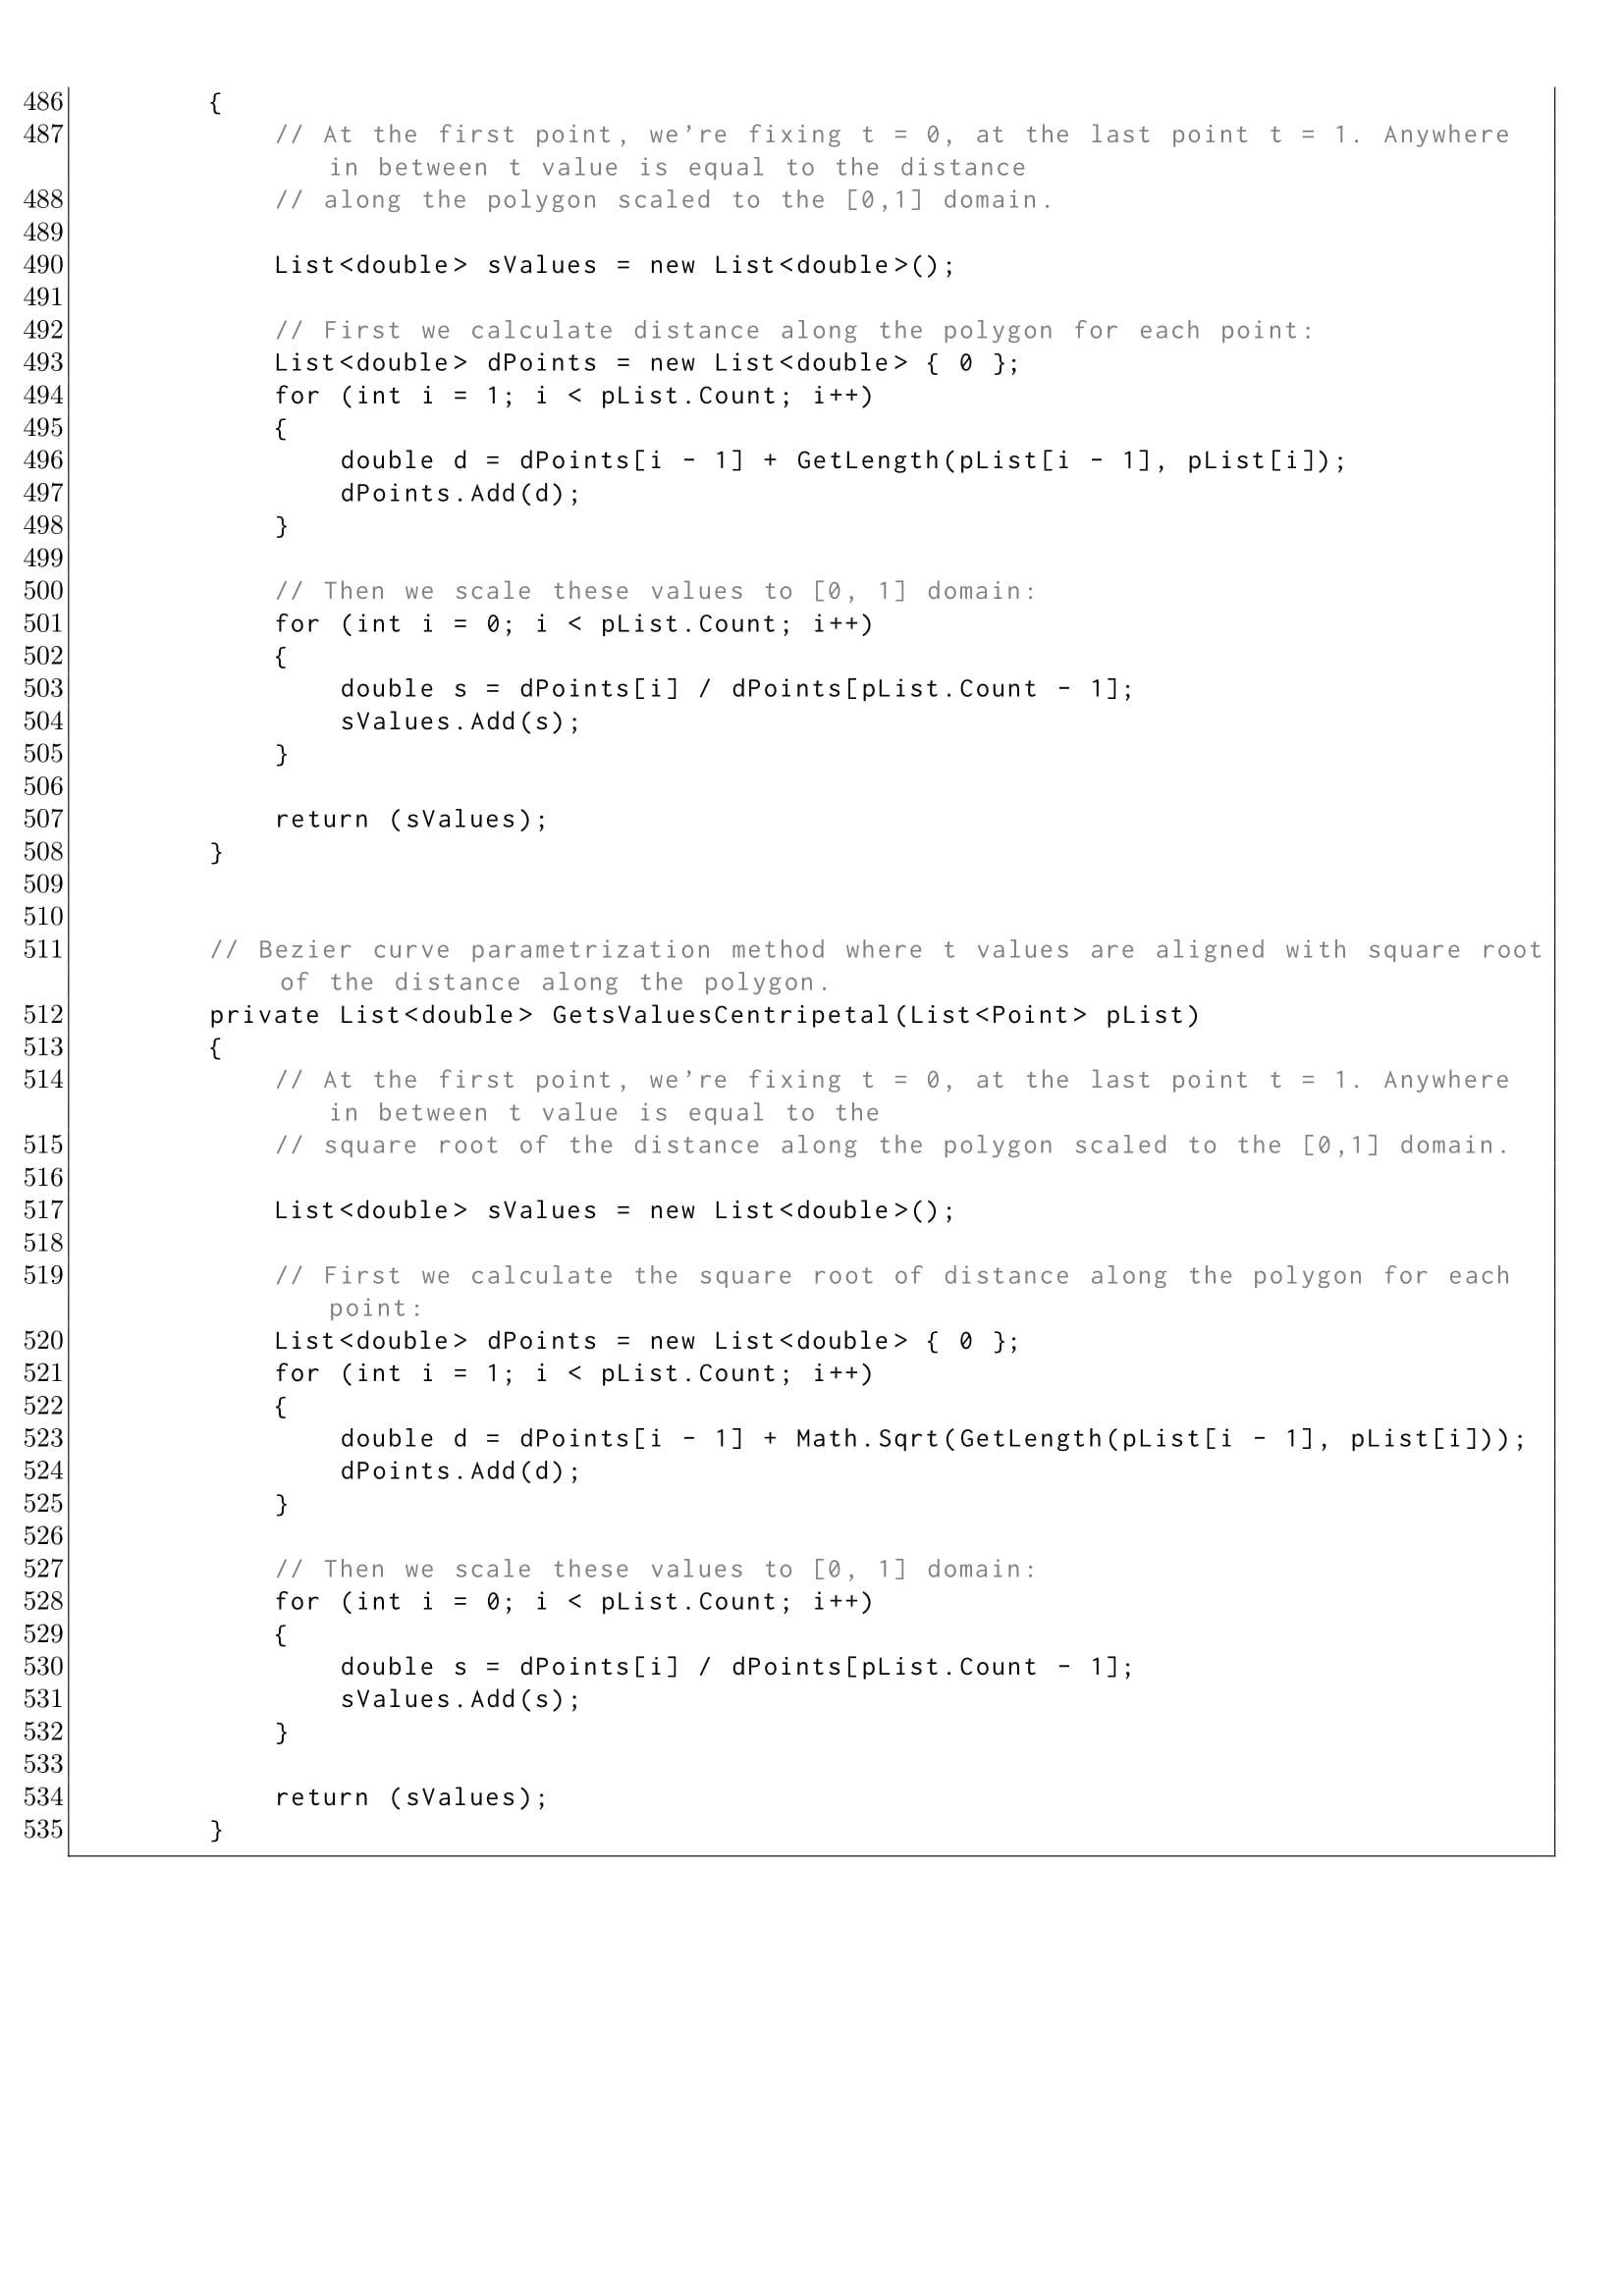 486 {
487 // At the first point, we're fixing t = 0, at the last point t = 1. Anywhere
in between t value is equal to the distance
488 // along the polygon scaled to the [0,1] domain.
489
490 List<double> sValues = new List<double>();
491
492 // First we calculate distance along the polygon for each point:
493 List<double> dPoints = new List<double> { 0 };
494 for (int i = 1; i < pList.Count; i++)
495 {
496 double d = dPoints[i - 1] + GetLength(pList[i - 1], pList[i]);
497 dPoints.Add(d);
498 }
499
500 // Then we scale these values to [0, 1] domain:
501 for (int i = 0; i < pList.Count; i++)
502 {
503 double s = dPoints[i] / dPoints[pList.Count - 1];
504 sValues.Add(s);
505 }
506
507 return (sValues);
508 }
509
510
511 // Bezier curve parametrization method where t values are aligned with square root
of the distance along the polygon.
512 private List<double> GetsValuesCentripetal(List<Point> pList)
513 {
514 // At the first point, we're fixing t = 0, at the last point t = 1. Anywhere
in between t value is equal to the
515 // square root of the distance along the polygon scaled to the [0,1] domain.
516
517 List<double> sValues = new List<double>();
518
519 // First we calculate the square root of distance along the polygon for each
point:
520 List<double> dPoints = new List<double> { 0 };
521 for (int i = 1; i < pList.Count; i++)
522 {
523 double d = dPoints[i - 1] + Math.Sqrt(GetLength(pList[i - 1], pList[i]));
524 dPoints.Add(d);
525 }
526
527 // Then we scale these values to [0, 1] domain:
528 for (int i = 0; i < pList.Count; i++)
529 {
530 double s = dPoints[i] / dPoints[pList.Count - 1];
531 sValues.Add(s);
532 }
533
534 return (sValues);
535 }